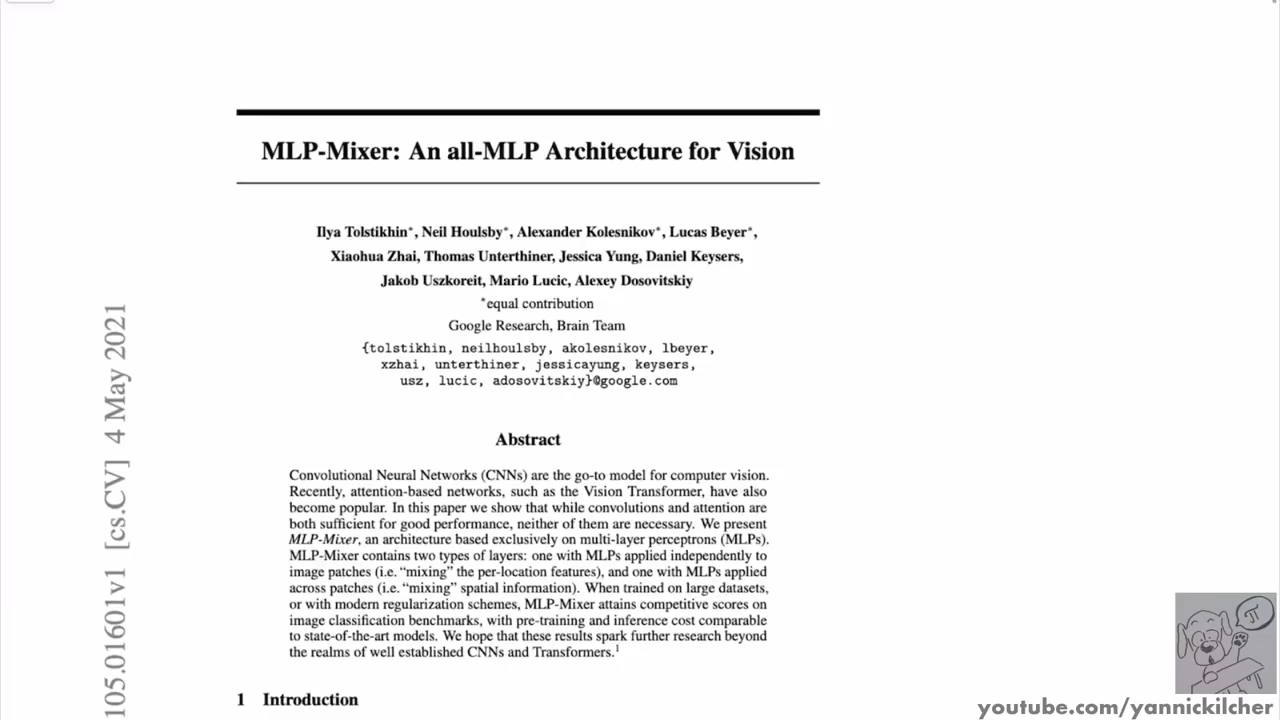 MLP-Mixer: An all-MLP Architecture for Vision
Ilya Tolstikhin*, Neil Houlsby*, Alexander Kolesnikov*, Lucas Beyer*,
Xiaohua Zhai, Thomas Unterthiner, Jessica Yung, Daniel Keysers,
Jakob Uszkoreit, Mario Lucic, Alexey Dosovitskiy
*equal contribution
Google Research, Brain Team
{tolstikhin, neilhoulsby, akolesnikov, lbeyer,
xzhai, unterthiner, jessicayung, keysers,
usz, lucic, adosovitskiy}@google.com
Abstract
Convolutional Neural Networks (CNNs) are the go-to model for computer vision.
Recently, attention-based networks, such as the Vision Transformer, have also
become popular. In this paper we show that while convolutions and attention are
both sufficient for good performance, neither of them are necessary. We present
MLP-Mixer, an architecture based exclusively on multi-layer perceptrons (MLPs).
MLP-Mixer contains two types of layers: one with MLPs applied independently to
image patches (i.e. “mixing” the per-location features), and one with MLPs applied
across patches (i.e. “mixing” spatial information). When trained on large datasets,
or with modern regularization schemes, MLP-Mixer attains competitive scores on
image classification benchmarks, with pre-training and inference cost comparable
to state-of-the-art models. We hope that these results spark further research beyond
the realms of well established CNNs and Transformers.¹
1 Introduction
105.01601v1 [cs.CV] 4 May 2021
youtube.com/yannickilcher